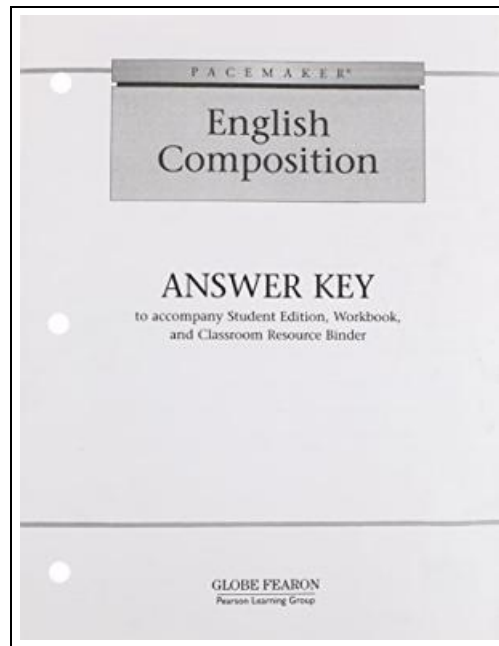 PACEMAKER®
English
Composition
ANSWER KEY
to accompany Student Edition, Workbook,
and Classroom Resource Binder
GLOBE FEARON
Pearson Learning Group